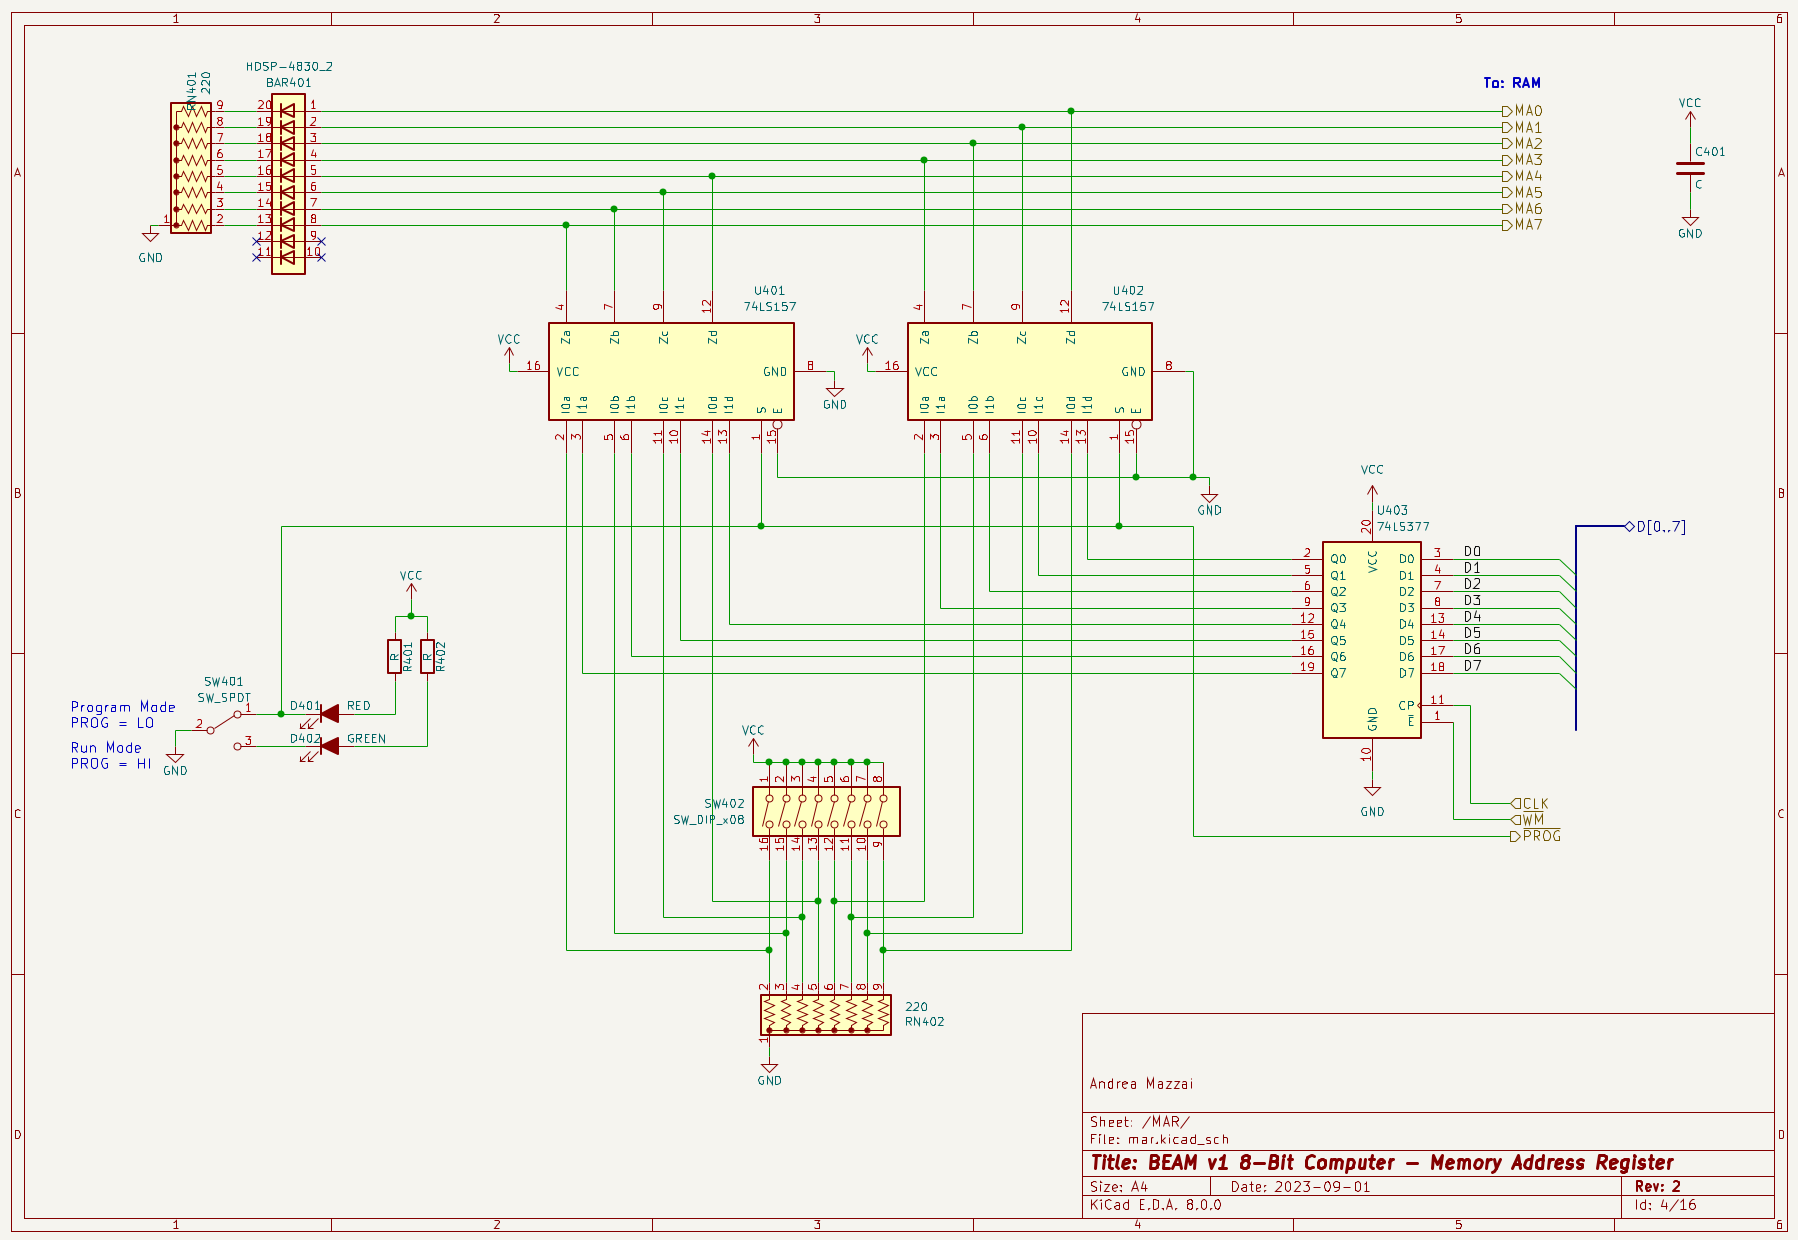 1 2 3 4 5 6
A B C D
HDSP-4830_2
BAR401
RN401
220
9 20 1
8 19 2
7 18 3
6 17 4
5 16 5
4 15 6
3 14 7
1 2 13 8
12 9
11 10
GND
To: RAM
MA0
MA1
MA2
MA3
MA4
MA5
MA6
MA7
VCC
C401
C
GND
U401
74LS157
4 7 9 12
Za Zb Zc Zd
VCC
16 VCC GND 8
GND
I0a I1a I0b I1b I0c I1c I0d I1d S E
2 3 5 6 11 10 14 13 1 15
U402
74LS157
4 7 9 12
Za Zb Zc Zd
VCC
16 VCC GND 8
I0a I1a I0b I1b I0c I1c I0d I1d S E
2 3 5 6 11 10 14 13 1 15
GND
VCC
U403
74LS377
20
VCC
2 Q0 D0 3 D0
5 Q1 D1 4 D1
6 Q2 D2 7 D2
9 Q3 D3 8 D3
12 Q4 D4 13 D4
15 Q5 D5 14 D5
16 Q6 D6 17 D6
19 Q7 D7 18 D7
CP 11
E 1
GND
10
GND
D[0..7]
CLK
WM
PROG
VCC
R R401
R R402
SW401
SW_SPDT
1
2
3
GND
D401 RED
D402 GREEN
Program Mode
PROG = LO
Run Mode
PROG = HI
VCC
1 2 3 4 5 6 7 8
SW402
SW_DIP_x08
16 15 14 13 12 11 10 9
2 3 4 5 6 7 8 9
220
RN402
1
GND
Andrea Mazzai
Sheet: /MAR/
File: mar.kicad_sch
Title: BEAM v1 8-Bit Computer - Memory Address Register
Size: A4 Date: 2023-09-01 Rev: 2
KiCad E.D.A. 8.0.0 Id: 4/16
A B C D
1 2 3 4 5 6